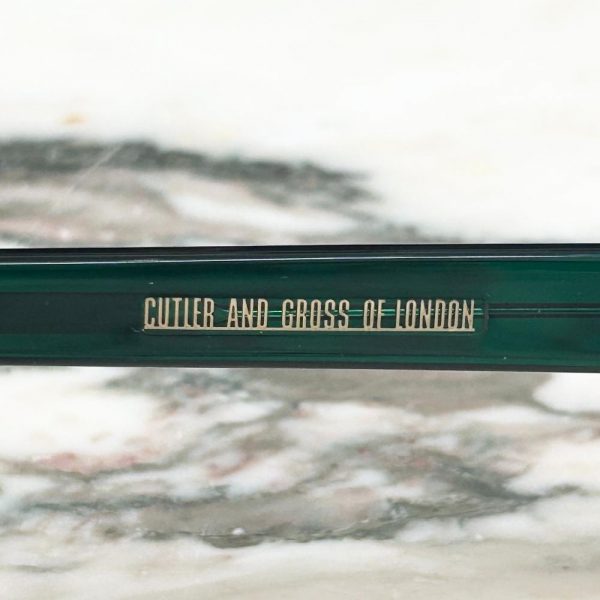 CUTLER AND GROSS OF LONDON